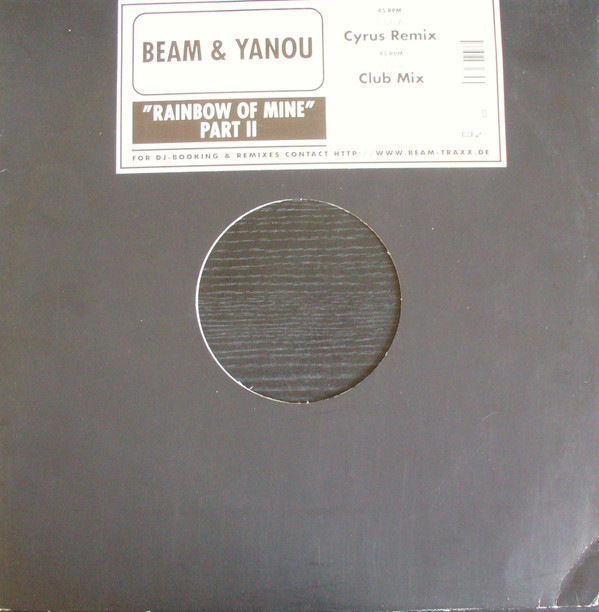 BEAM & YANOU
"RAINBOW OF MINE"
PART II
45 RPM
Cyrus Remix
45 RPM
Club Mix
FOR DJ-BOOKING & REMIXES CONTACT HTTP://WWW.BEAM-TRAXX.DE